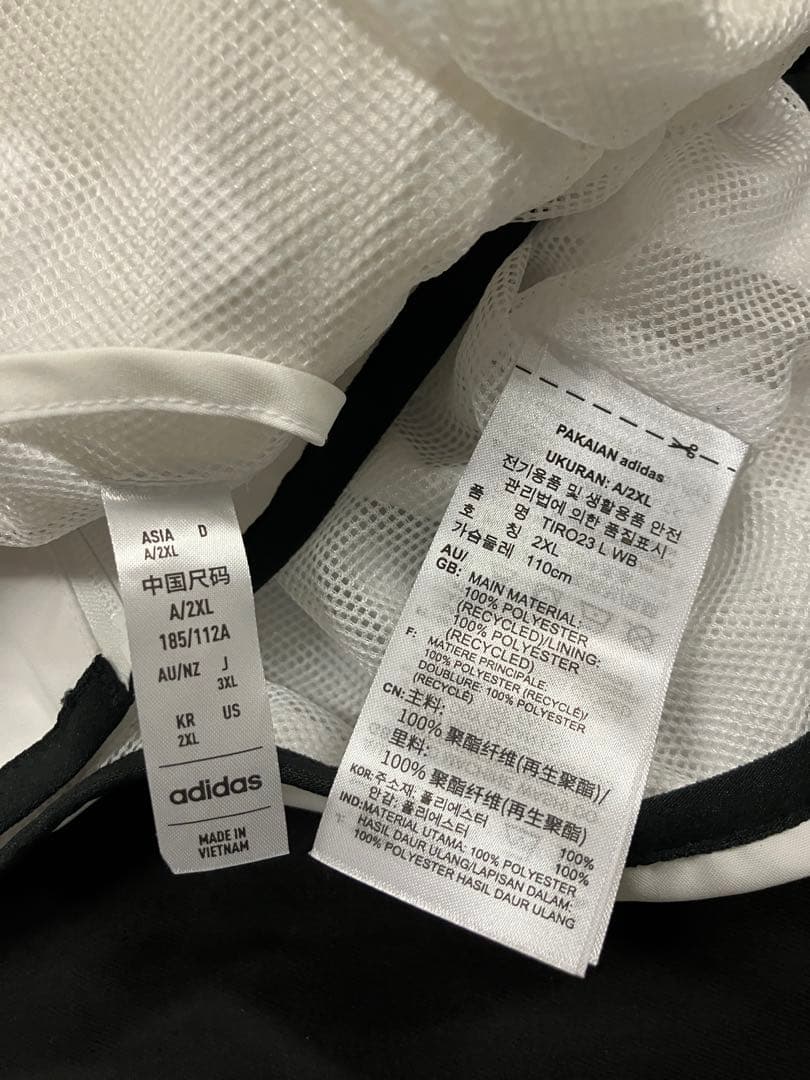 ASIA D
A/2XL
中国尺码
A/2XL
185/112A
AU/NZ J
3XL
KR US
2XL
adidas
MADE IN
VIETNAM
PAKAIAN adidas
UKURAN: A/2XL
전기용품 및 생활용품 안전
관리법에 의한 품질표시
품 명 TIRO23 L WB
호 칭 2XL
가슴둘레 110cm
AU/
GB: MAIN MATERIAL:
100% POLYESTER
(RECYCLED)/LINING:
100% POLYESTER
(RECYCLED)
F: MATIERE PRINCIPALE:
100% POLYESTER (RECYCLÉ)/
DOUBLURE: 100% POLYESTER
(RECYCLÉ)
CN: 主料:
100% 聚酯纤维(再生聚酯)/
里料:
100% 聚酯纤维(再生聚酯)
KOR: 주소재: 폴리에스터 100%
안감: 폴리에스터 100%
IND: MATERIAL UTAMA: 100% POLYESTER
HASIL DAUR ULANG/LAPISAN DALAM:
100% POLYESTER HASIL DAUR ULANG